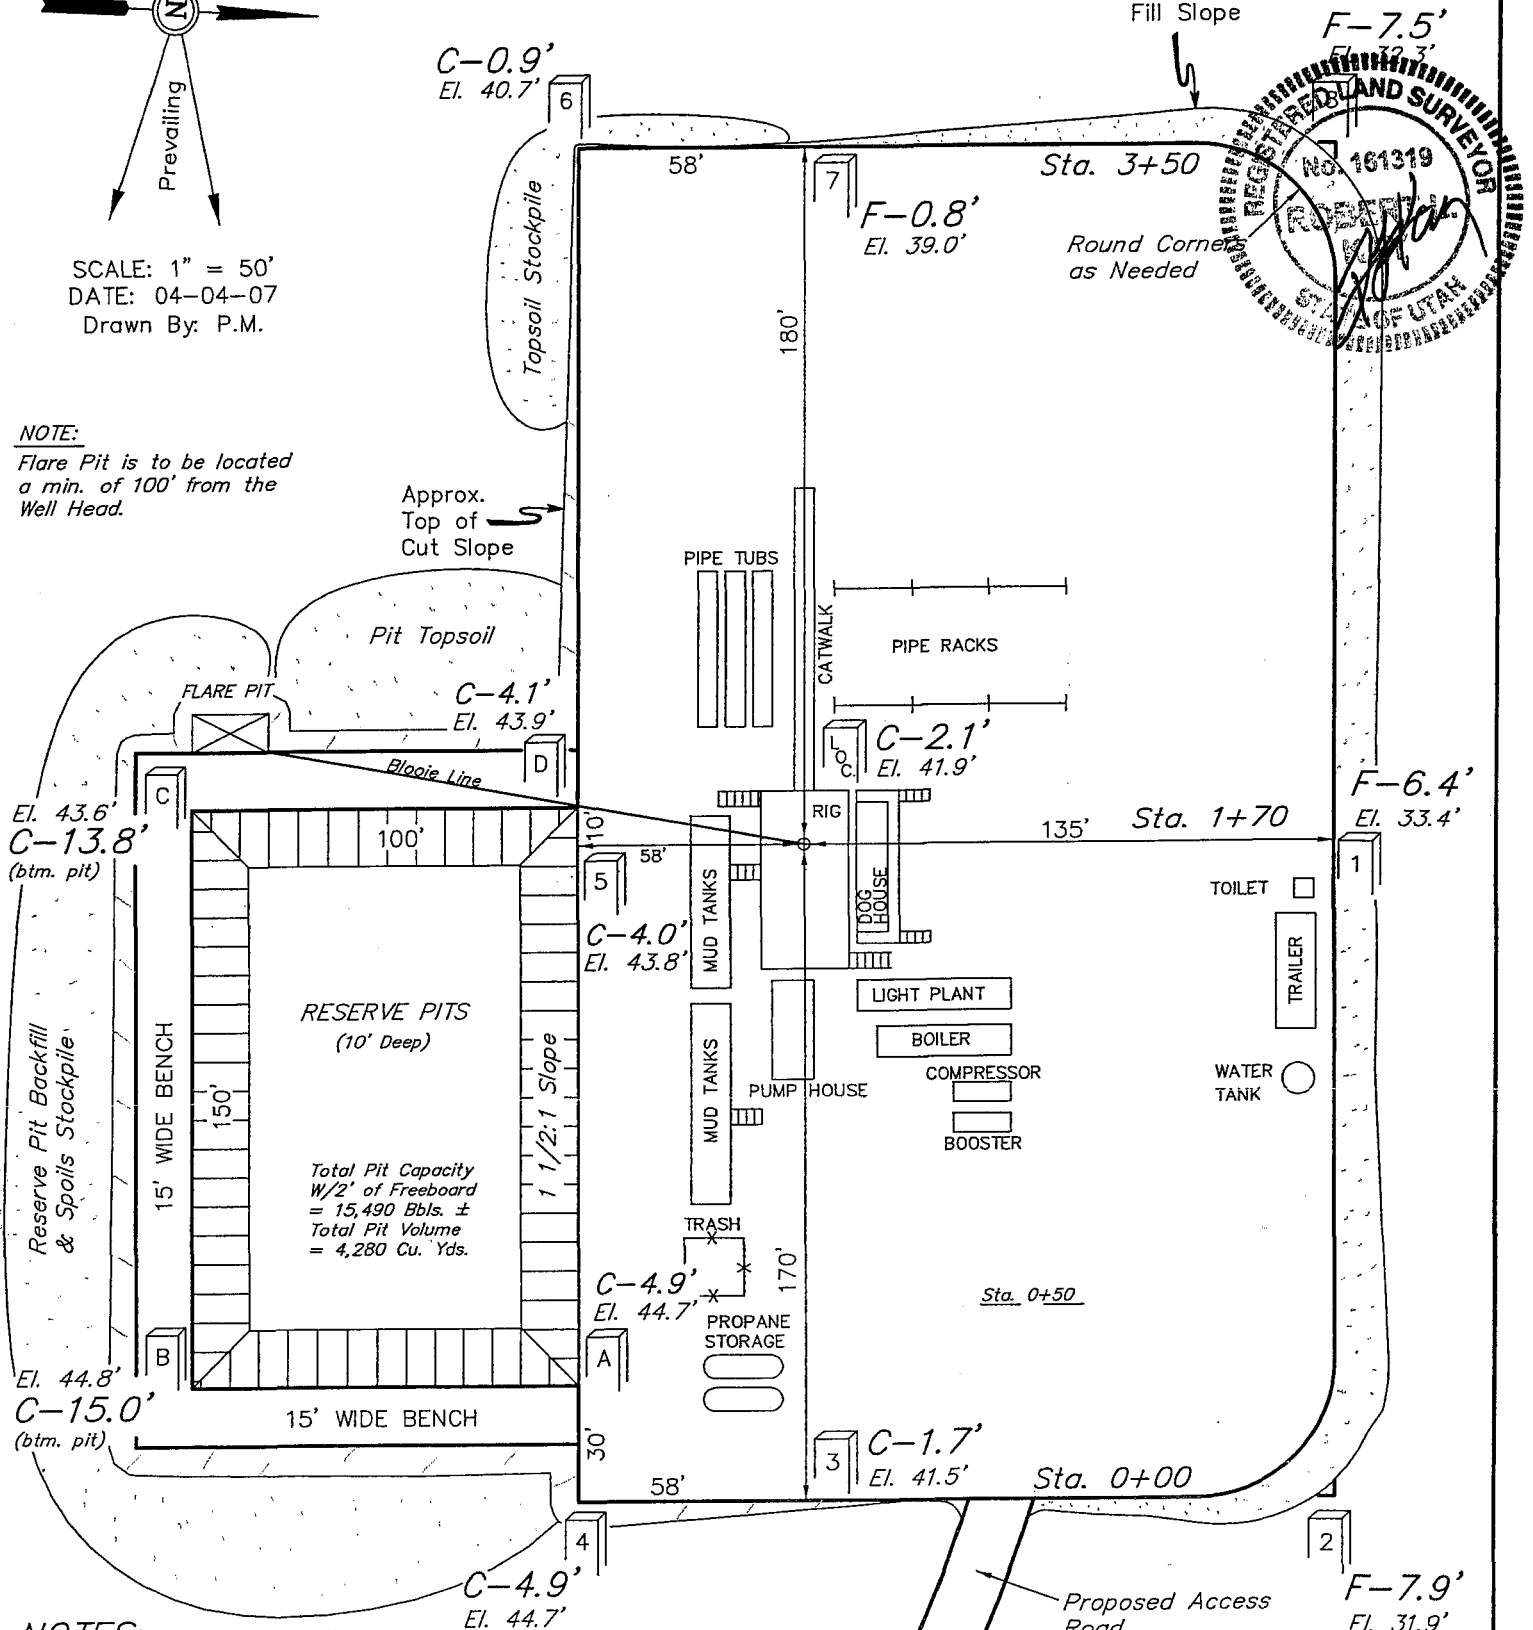 N
Prevailing
SCALE: 1" = 50'
DATE: 04-04-07
Drawn By: P.M.
NOTE:
Flare Pit is to be located
a min. of 100' from the
Well Head.
Fill Slope
F-7.5'
El. 32.3'
8
REGISTERED LAND SURVEYOR
No. 161319
STATE OF UTAH
C-0.9'
El. 40.7'
6
58'
7
F-0.8'
El. 39.0'
Sta. 3+50
Round Corners
as Needed
Topsoil Stockpile
180'
Approx.
Top of
Cut Slope
PIPE TUBS
CATWALK
PIPE RACKS
Pit Topsoil
FLARE PIT
C-4.1'
El. 43.9'
D
Blooie Line
C
El. 43.6'
C-13.8'
(btm. pit)
L
O
C.
C-2.1'
El. 41.9'
RIG
DOG
HOUSE
135'
Sta. 1+70
F-6.4'
El. 33.4'
1
100'
10'
58'
5
C-4.0'
El. 43.8'
MUD TANKS
TOILET
TRAILER
LIGHT PLANT
BOILER
COMPRESSOR
BOOSTER
PUMP HOUSE
MUD TANKS
WATER
TANK
RESERVE PITS
(10' Deep)
1 1/2:1 Slope
150'
15' WIDE BENCH
Reserve Pit Backfill
& Spoils Stockpile
Total Pit Capacity
W/2' of Freeboard
= 15,490 Bbls. ±
Total Pit Volume
= 4,280 Cu. Yds.
TRASH
170'
C-4.9'
El. 44.7'
PROPANE
STORAGE
Sta. 0+50
B
A
El. 44.8'
C-15.0'
(btm. pit)
15' WIDE BENCH
30'
58'
3
C-1.7'
El. 41.5'
Sta. 0+00
4
C-4.9'
El. 44.7'
2
F-7.9'
El. 31.9'
Proposed Access
Road
NOTES: